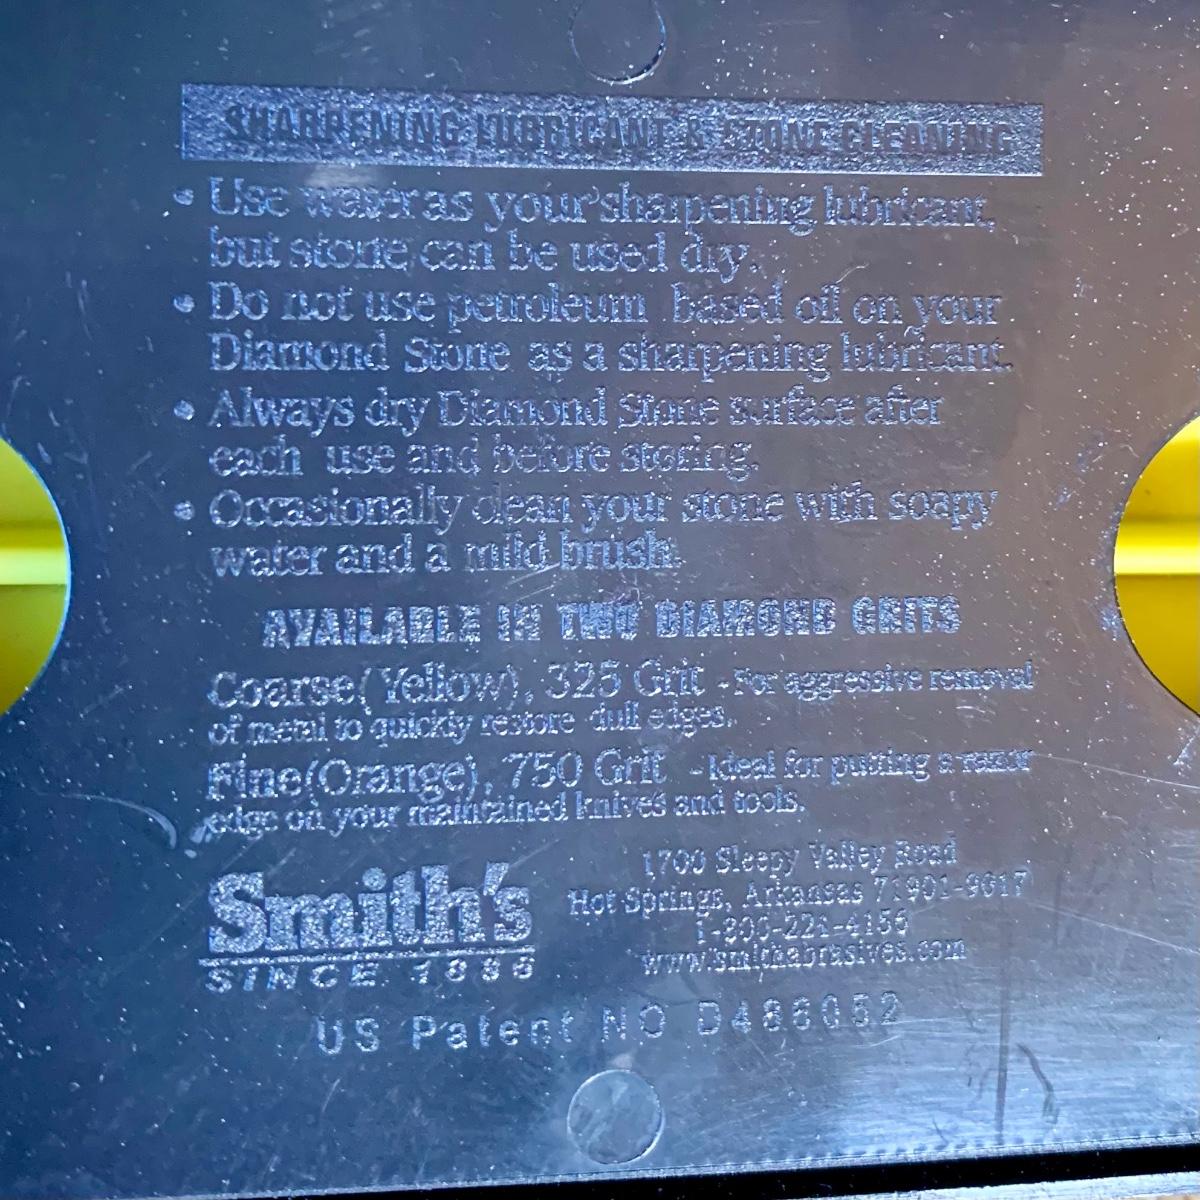 SHARPENING LUBRICANT & STONE CLEANING
• Use water as your sharpening lubricant,
but stone can be used dry.
• Do not use petroleum based oil on your
Diamond Stone as a sharpening lubricant.
• Always dry Diamond Stone surface after
each use and before storing.
• Occasionally clean your stone with soapy
water and a mild brush.
AVAILABLE IN TWO DIAMOND GRITS
Coarse(Yellow), 325 Grit - For aggressive removal
of metal to quickly restore dull edges.
Fine(Orange), 750 Grit - Ideal for putting a razor
edge on your maintained knives and tools.
Smith's
SINCE 1886
1700 Sleepy Valley Road
Hot Springs, Arkansas 71901-9017
1-800-221-4156
www.smithabrasives.com
US Patent NO D486052